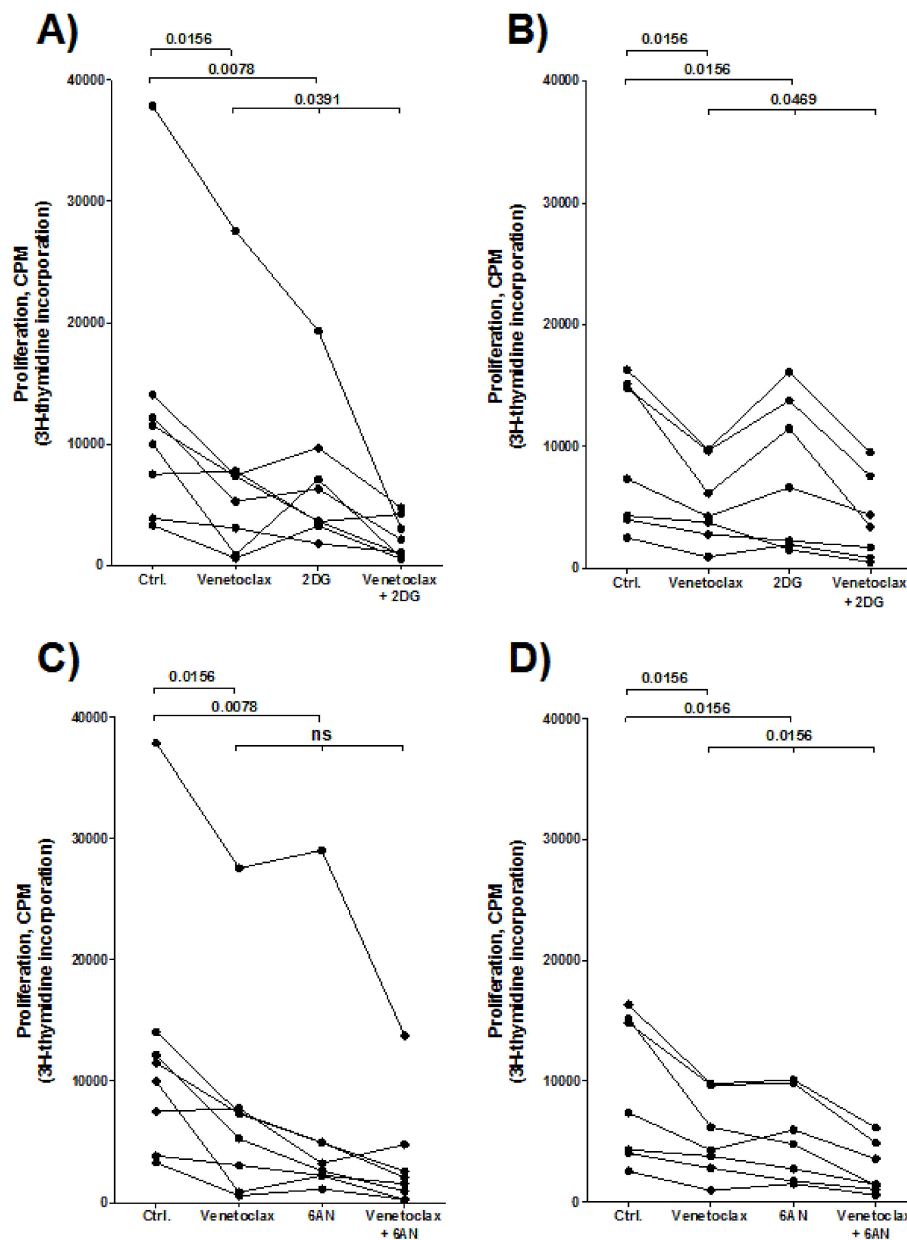 A)
0.0156
0.0078
0.0391
40000
30000
20000
10000
0
Proliferation, CPM
(3H-thymidine incorporation)
Ctrl.
Venetoclax
2DG
Venetoclax
+ 2DG
B)
0.0156
0.0156
0.0469
40000
30000
20000
10000
0
Proliferation, CPM
(3H-thymidine incorporation)
Ctrl.
Venetoclax
2DG
Venetoclax
+ 2DG
C)
0.0156
0.0078
ns
40000
30000
20000
10000
0
Proliferation, CPM
(3H-thymidine incorporation)
Ctrl.
Venetoclax
6AN
Venetoclax
+ 6AN
D)
0.0156
0.0156
0.0156
40000
30000
20000
10000
0
Proliferation, CPM
(3H-thymidine incorporation)
Ctrl.
Venetoclax
6AN
Venetoclax
+ 6AN